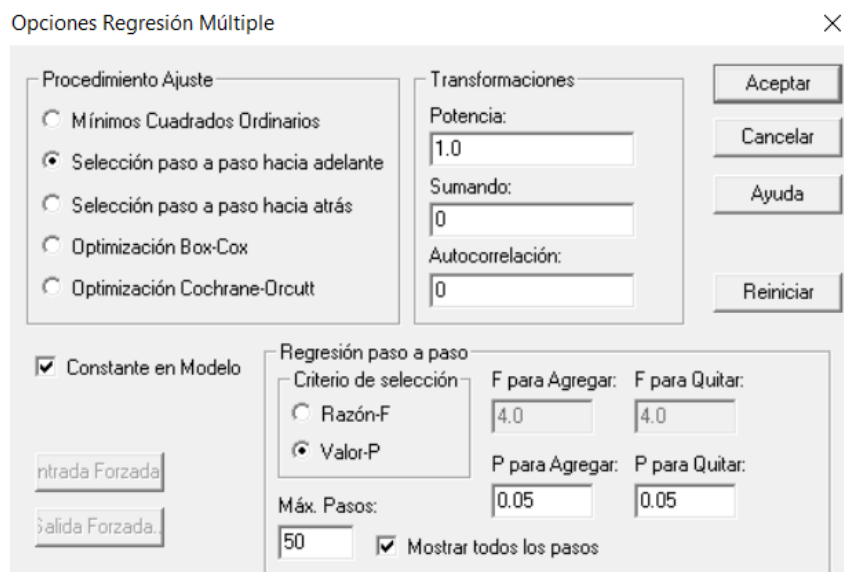 Opciones Regresión Múltiple
Procedimiento Ajuste
Mínimos Cuadrados Ordinarios
Selección paso a paso hacia adelante
Selección paso a paso hacia atrás
Optimización Box-Cox
Optimización Cochrane-Orcutt
Transformaciones
Potencia:
1.0
Sumando:
0
Autocorrelación:
0
Aceptar
Cancelar
Ayuda
Reiniciar
Constante en Modelo
ntrada Forzada
Salida Forzada..
Regresión paso a paso
Criterio de selección
Razón-F
Valor-P
F para Agregar:
4.0
F para Quitar:
4.0
P para Agregar:
0.05
P para Quitar:
0.05
Máx. Pasos:
50
Mostrar todos los pasos